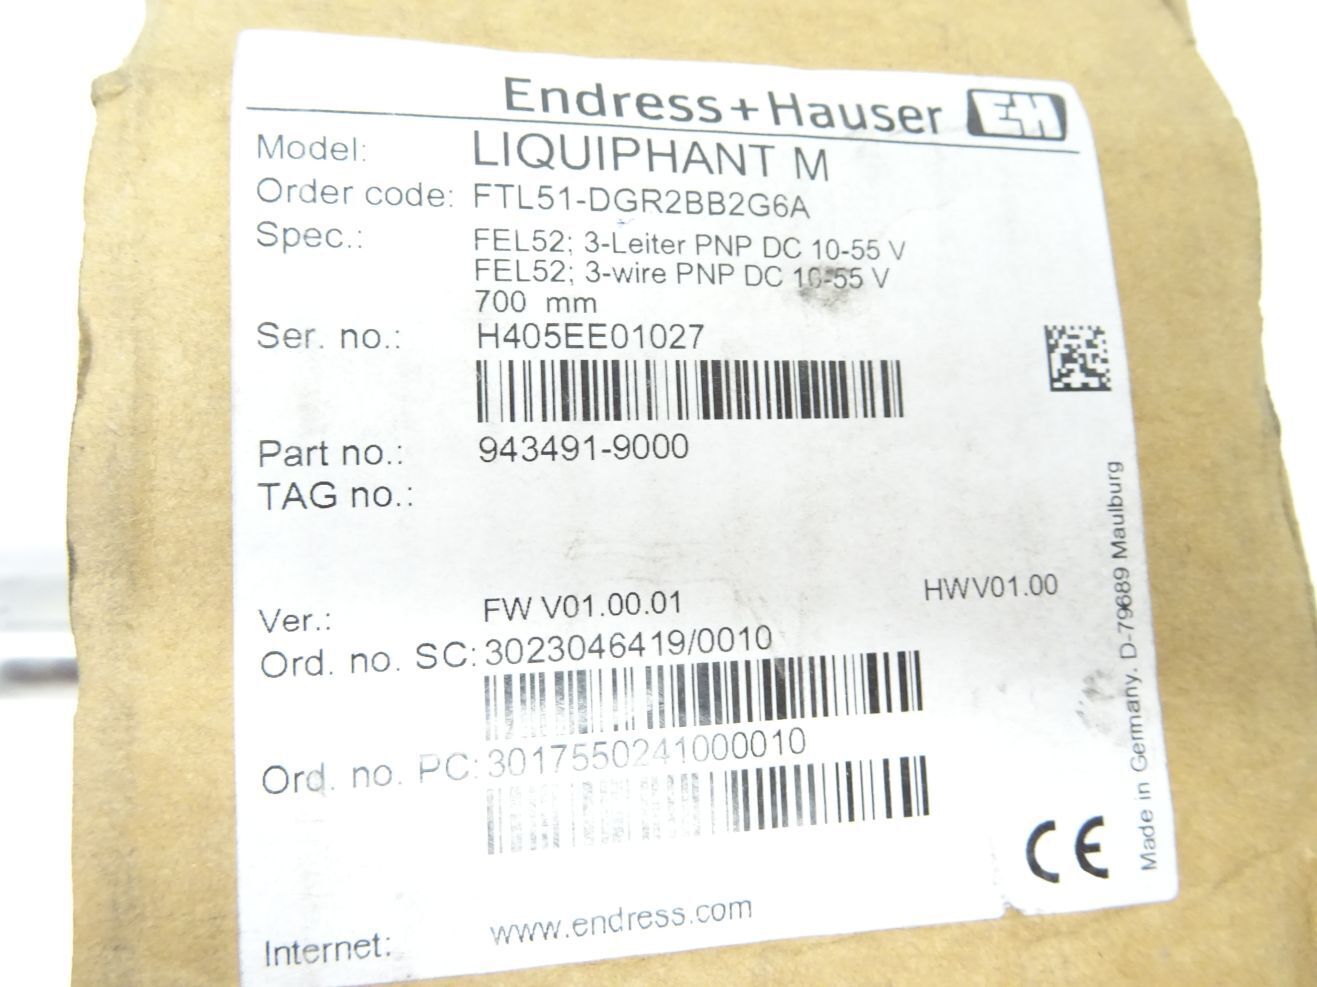 Endress+Hauser EH
Model: LIQUIPHANT M
Order code: FTL51-DGR2BB2G6A
Spec.: FEL52; 3-Leiter PNP DC 10-55 V
FEL52; 3-wire PNP DC 10-55 V
700 mm
Ser. no.: H405EE01027
Part no.: 943491-9000
TAG no.:
Ver.: FW V01.00.01 HWV01.00
Ord. no. SC: 3023046419/0010
Ord. no. PC: 3017550241000010
Internet: www.endress.com
CE
Made in Germany. D-79689 Maulburg